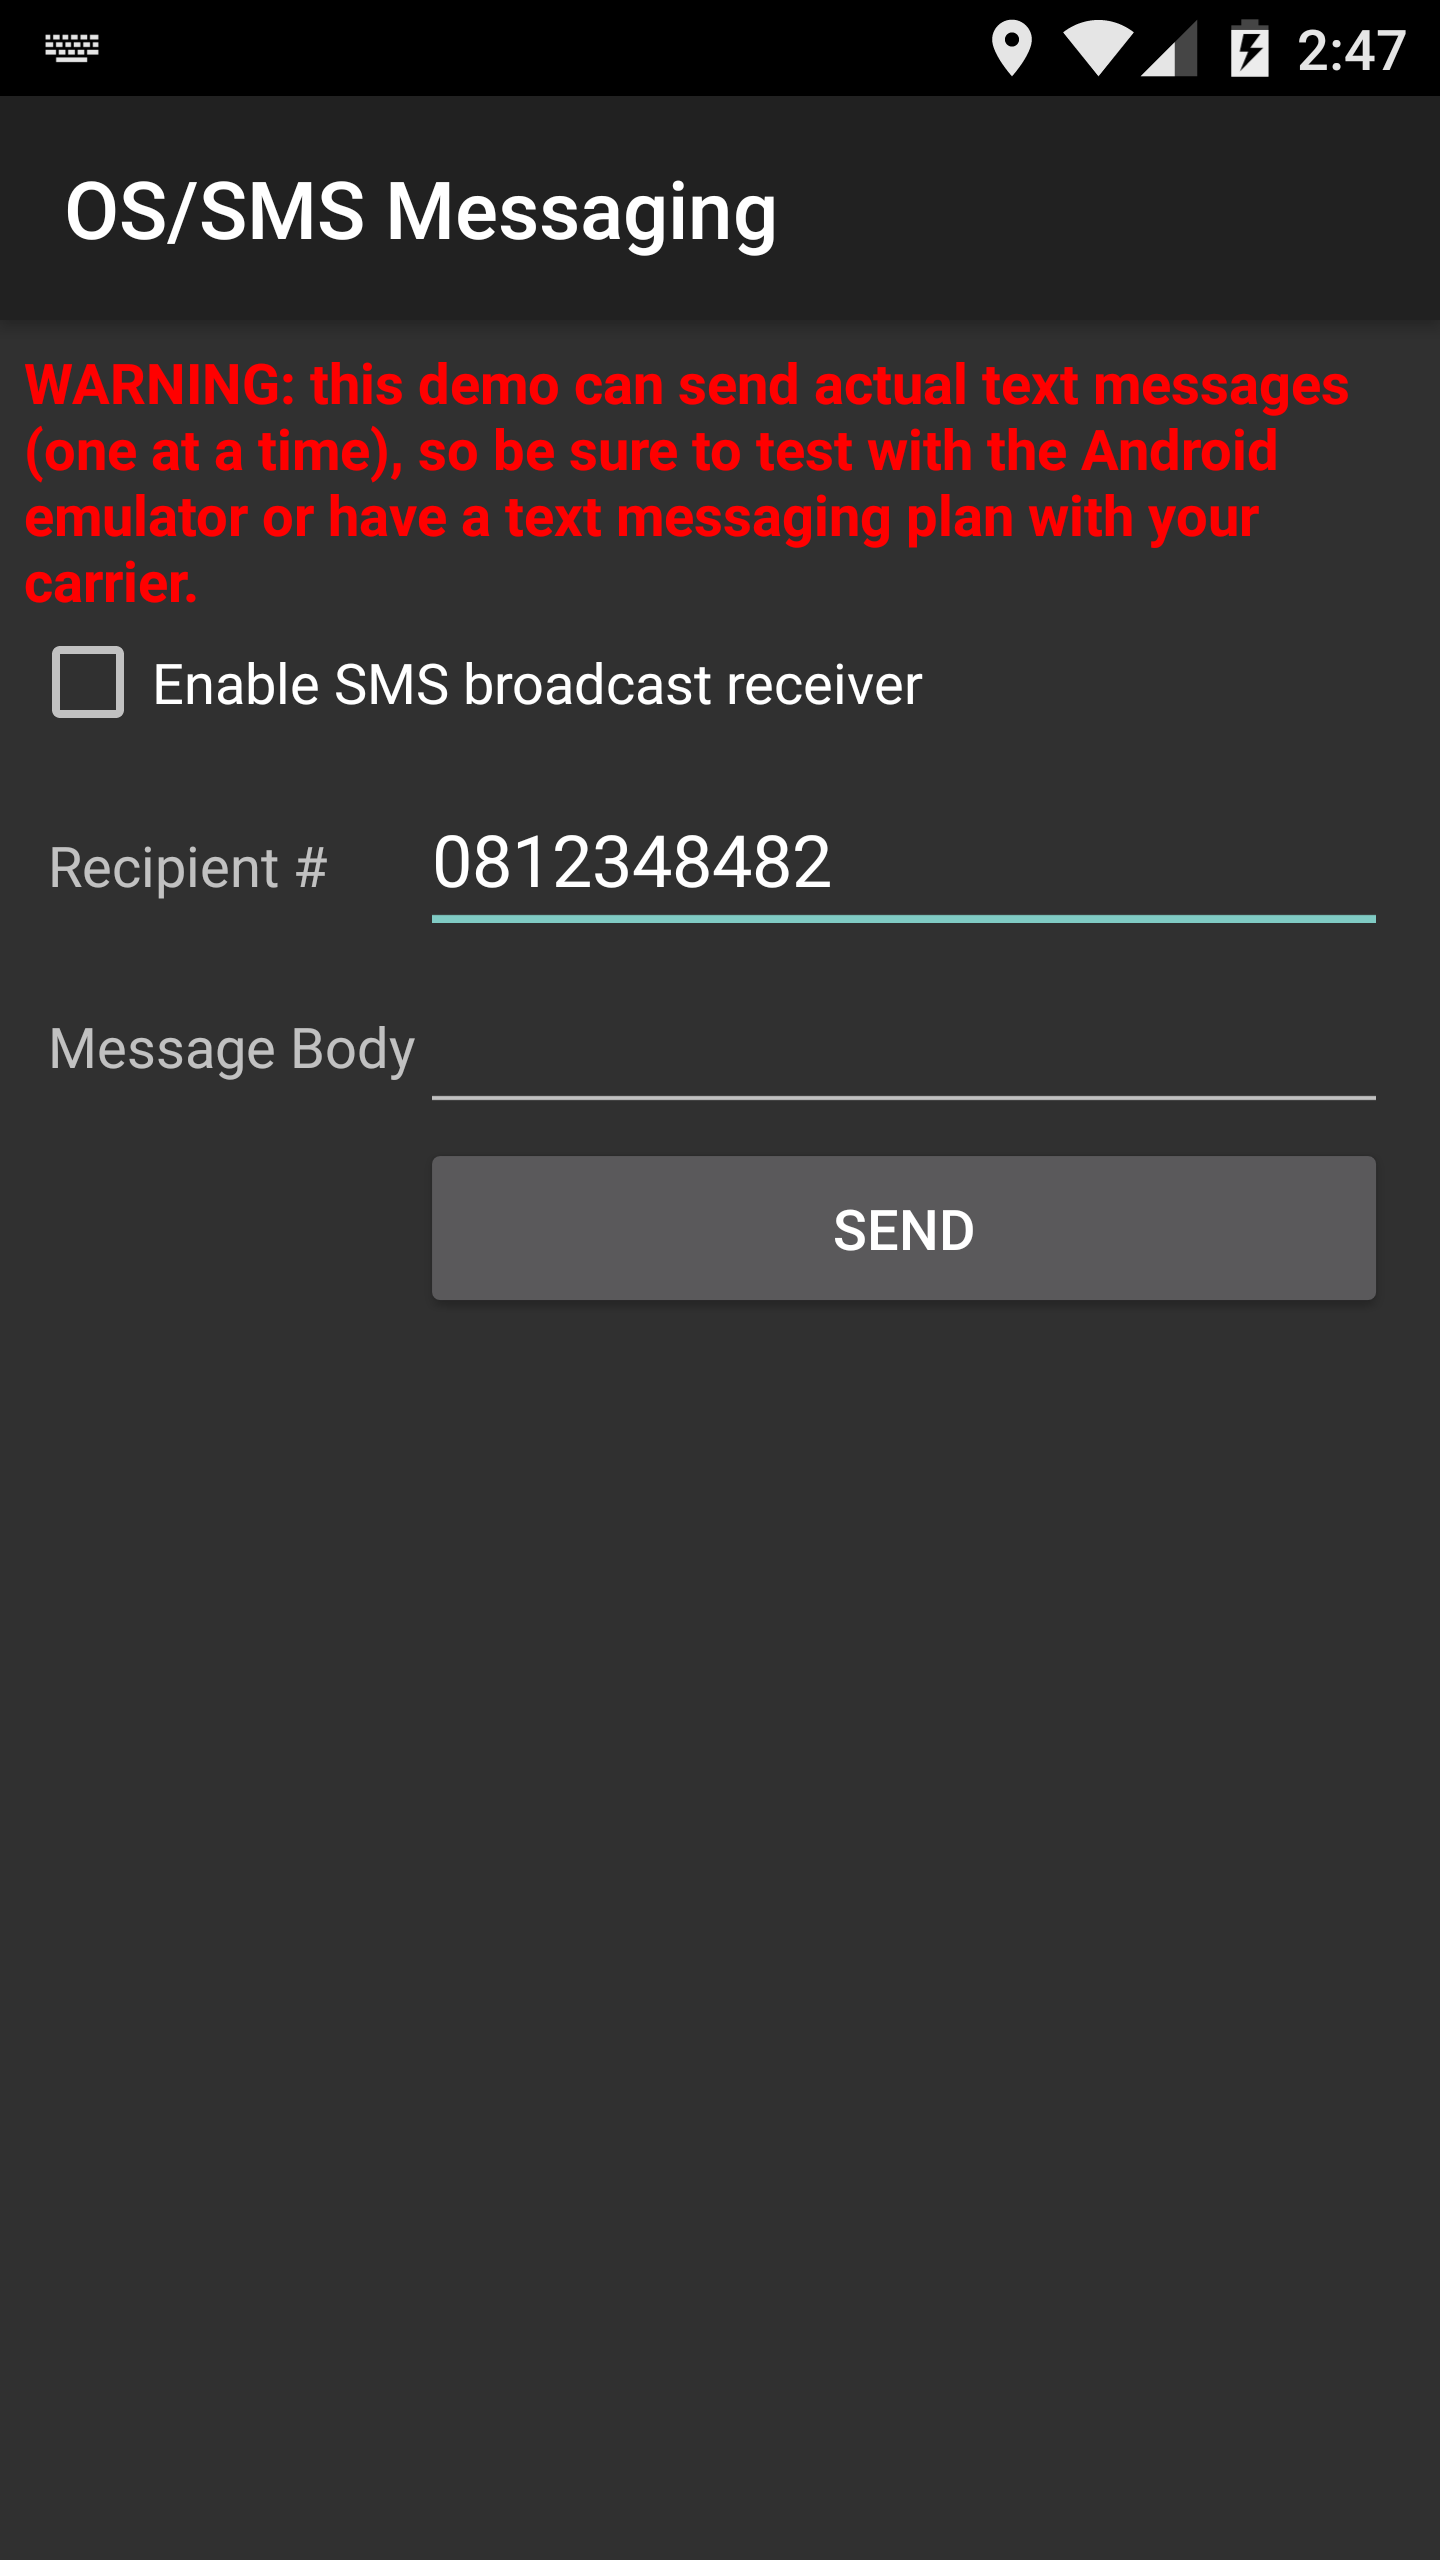 2:47
OS/SMS Messaging
WARNING: this demo can send actual text messages
(one at a time), so be sure to test with the Android
emulator or have a text messaging plan with your
carrier.
Enable SMS broadcast receiver
Recipient # 0812348482
Message Body
SEND